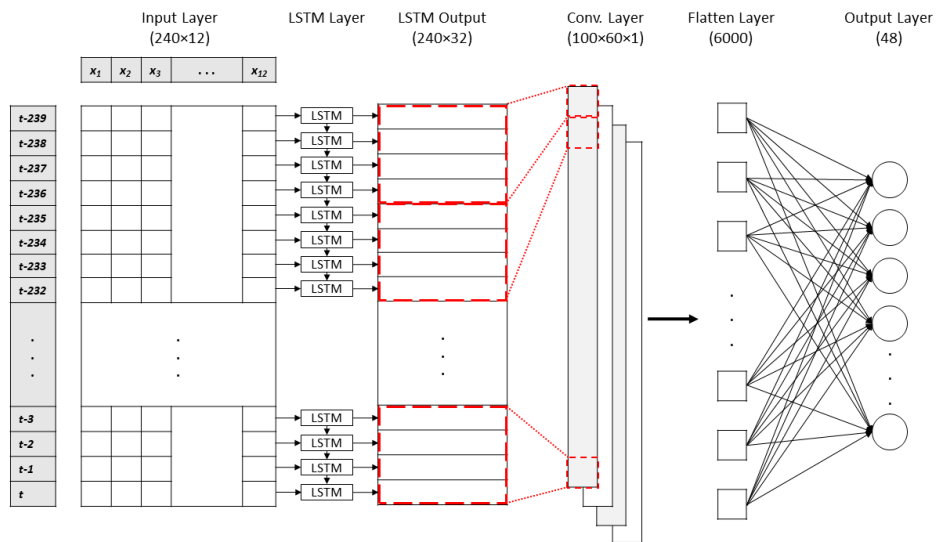 Input Layer
(240×12)
LSTM Layer
LSTM Output
(240×32)
Conv. Layer
(100×60×1)
Flatten Layer
(6000)
Output Layer
(48)
x1 x2 x3 . . . x12
t-239 LSTM
t-238 LSTM
t-237 LSTM
t-236 LSTM
t-235 LSTM
t-234 LSTM
t-233 LSTM
t-232 LSTM
t-3 LSTM
t-2 LSTM
t-1 LSTM
t LSTM